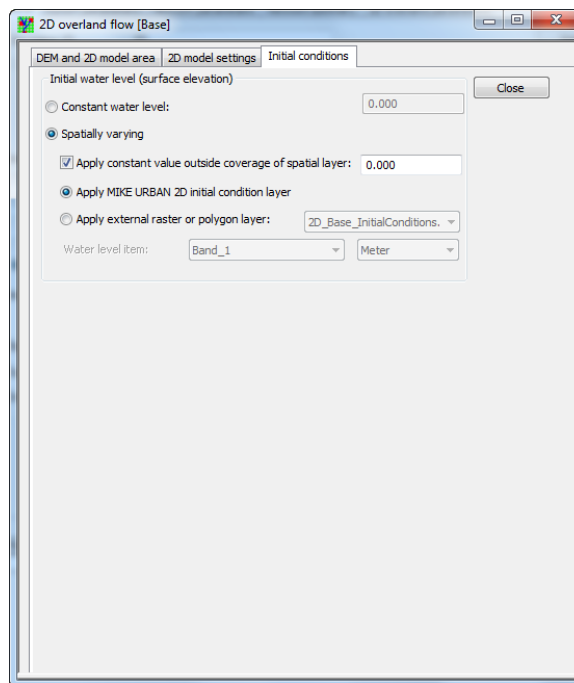 2D overland flow [Base]
DEM and 2D model area 2D model settings Initial conditions
Initial water level (surface elevation)
Close
Constant water level: 0.000
Spatially varying
Apply constant value outside coverage of spatial layer: 0.000
Apply MIKE URBAN 2D initial condition layer
Apply external raster or polygon layer: 2D_Base_InitialConditions.
Water level item: Band_1 Meter